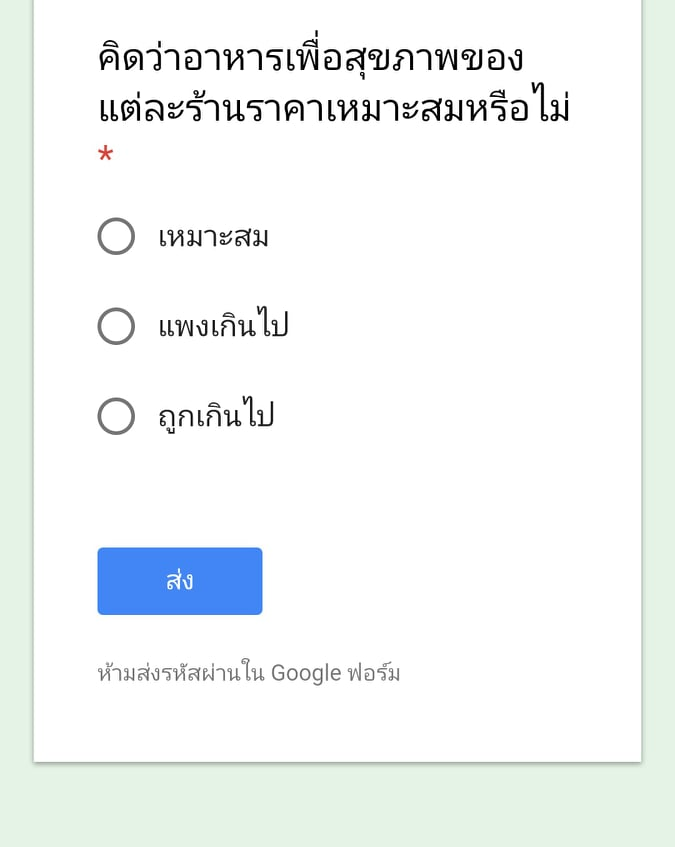 คิดว่าอาหารเพื่อสุขภาพของ
แต่ละร้านราคาเหมาะสมหรือไม่
*
เหมาะสม
แพงเกินไป
ถูกเกินไป
ส่ง
ห้ามส่งรหัสผ่านใน Google ฟอร์ม